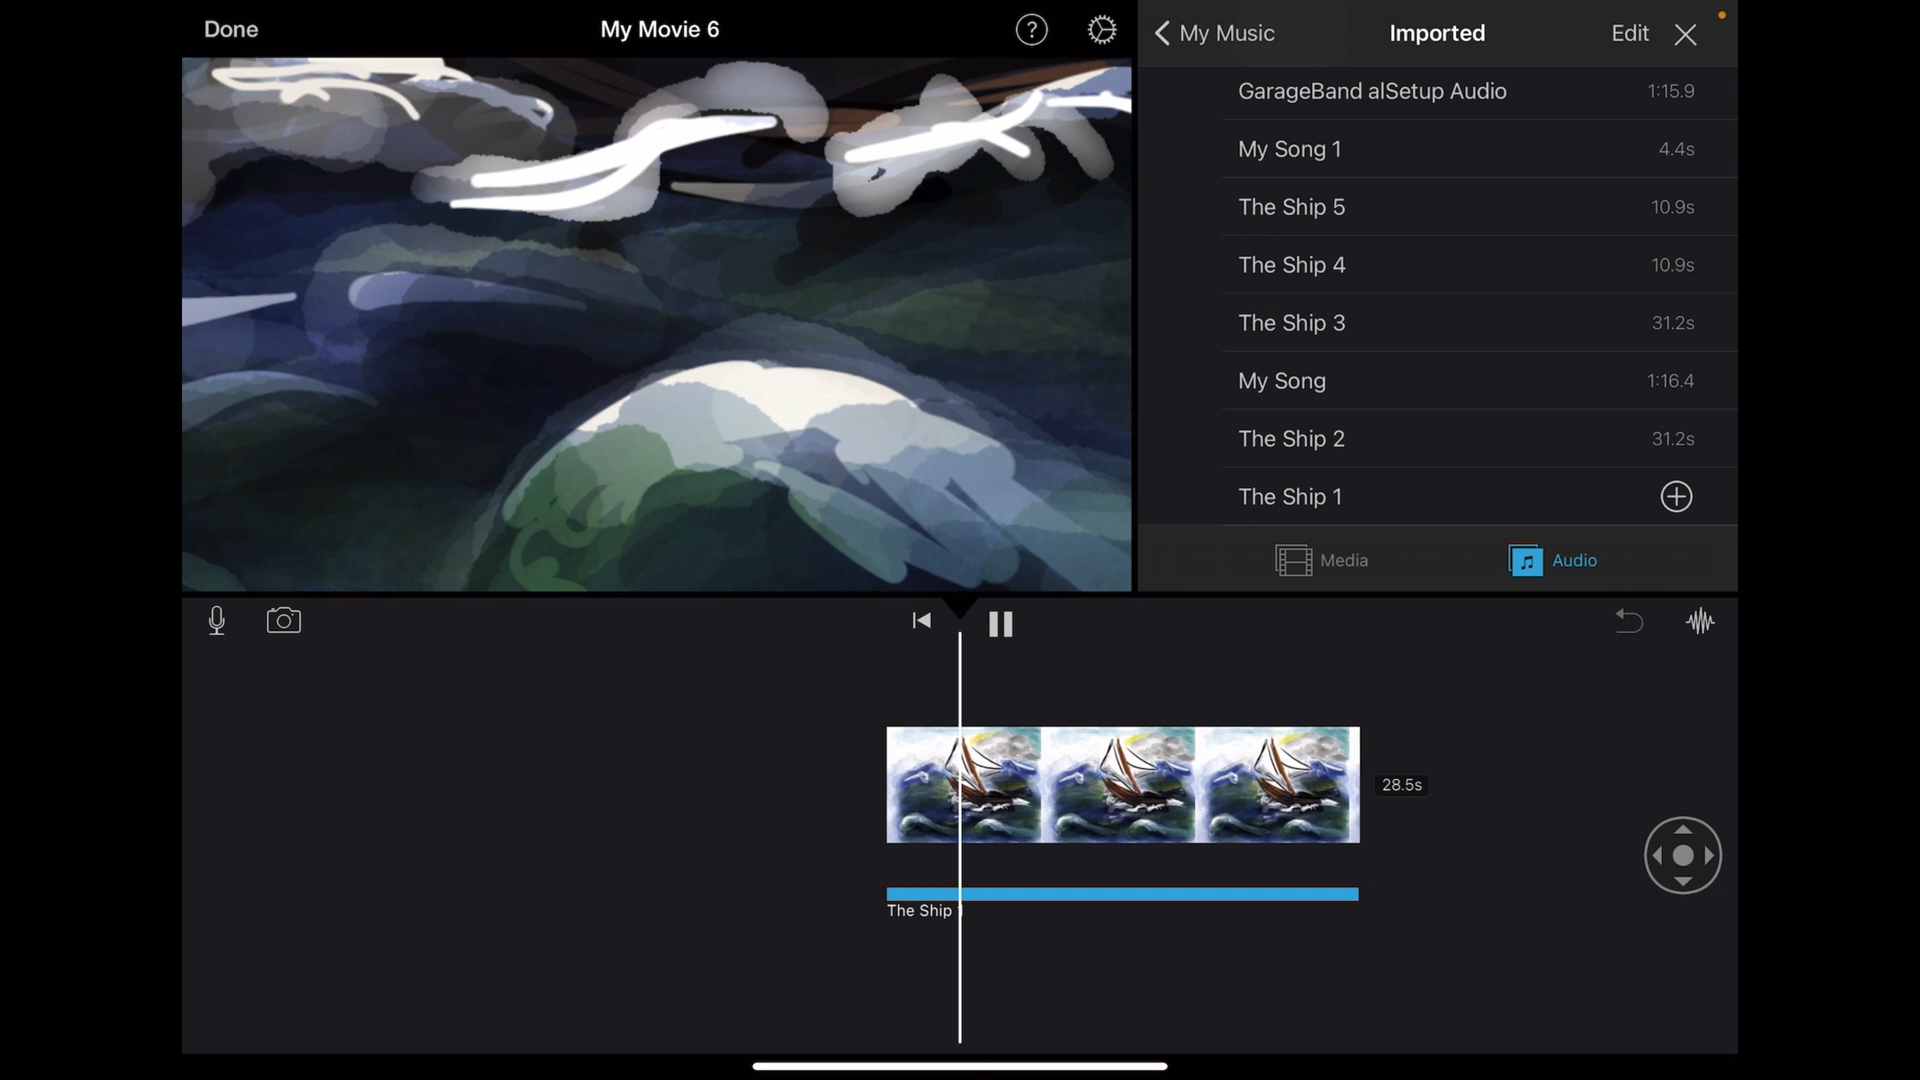 Done
My Movie 6
?
My Music
Imported
Edit
GarageBand alSetup Audio
1:15.9
My Song 1
4.4s
The Ship 5
10.9s
The Ship 4
10.9s
The Ship 3
31.2s
My Song
1:16.4
The Ship 2
31.2s
The Ship 1
Media
Audio
28.5s
The Ship 1